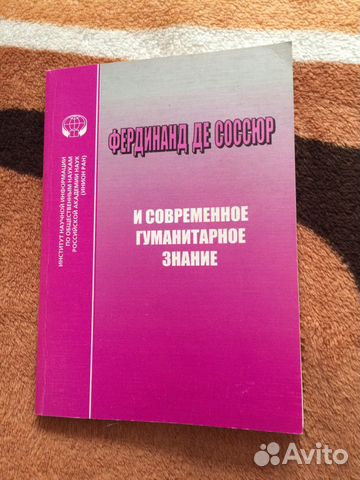 ФЕРДИНАНД ДЕ СОССЮР
И СОВРЕМЕННОЕ
ГУМАНИТАРНОЕ
ЗНАНИЕ
ИНСТИТУТ НАУЧНОЙ ИНФОРМАЦИИ
ПО ОБЩЕСТВЕННЫМ НАУКАМ
РОССИЙСКОЙ АКАДЕМИИ НАУК
(ИНИОН РАН)
Avito